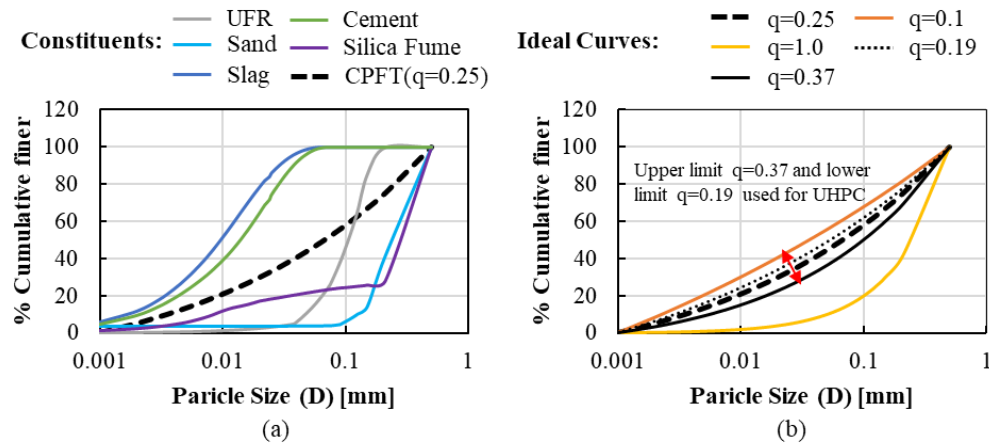 Constituents:
UFR
Cement
Sand
Silica Fume
Slag
CPFT(q=0.25)
% Cumulative finer
120
100
80
60
40
20
0
0.001
0.01
0.1
1
Paricle Size (D) [mm]
(a)
Ideal Curves:
q=0.25
q=0.1
q=1.0
q=0.19
q=0.37
% Cumulative finer
120
100
80
60
40
20
0
Upper limit q=0.37 and lower
limit q=0.19 used for UHPC
0.001
0.01
0.1
1
Paricle Size (D) [mm]
(b)